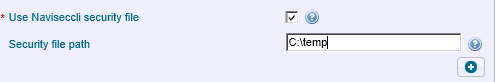 * Use Naviseccli security file
Security file path C:\temp